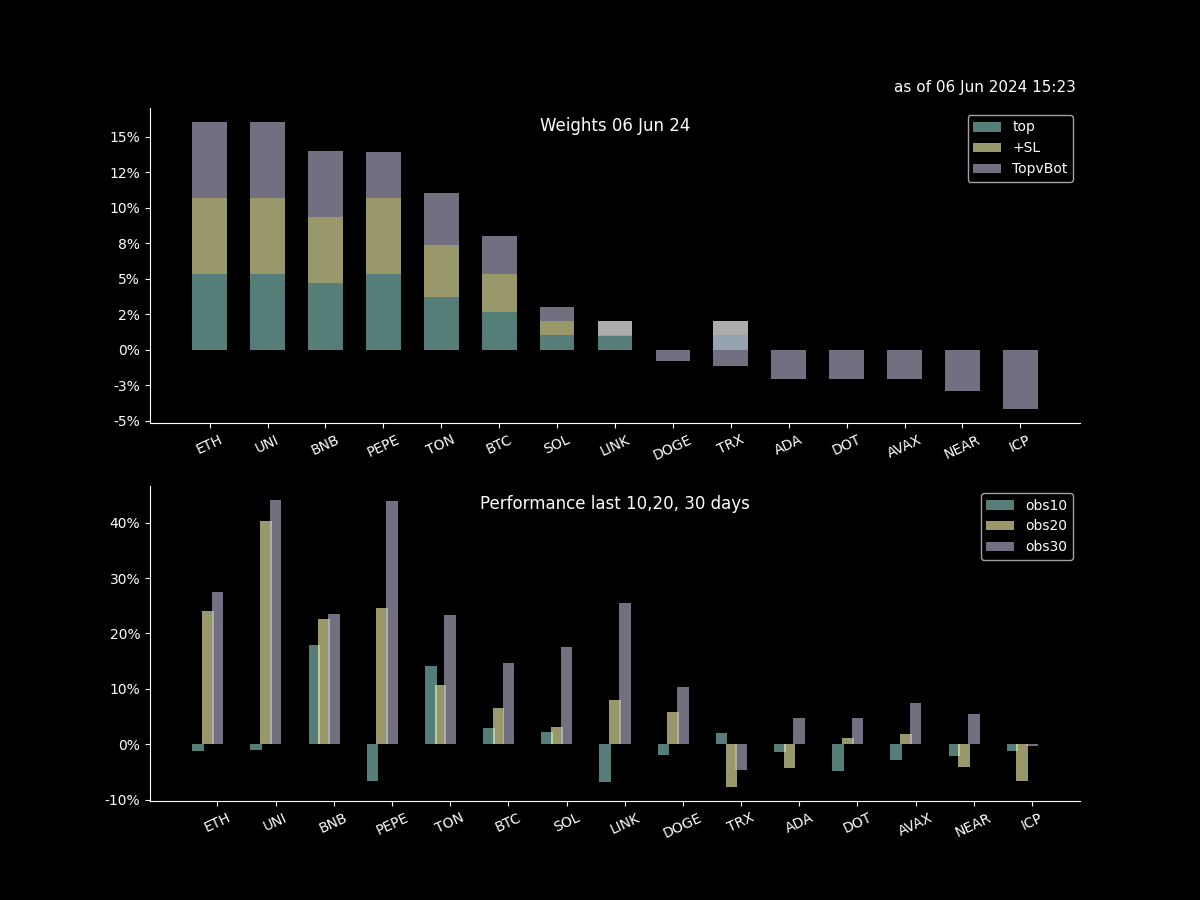 as of 06 Jun 2024 15:23
Weights 06 Jun 24
top
+SL
TopvBot
15%
12%
10%
8%
5%
2%
0%
-3%
-5%
ETH UNI BNB PEPE TON BTC SOL LINK DOGE TRX ADA DOT AVAX NEAR ICP
Performance last 10,20, 30 days
obs10
obs20
obs30
40%
30%
20%
10%
0%
-10%
ETH UNI BNB PEPE TON BTC SOL LINK DOGE TRX ADA DOT AVAX NEAR ICP